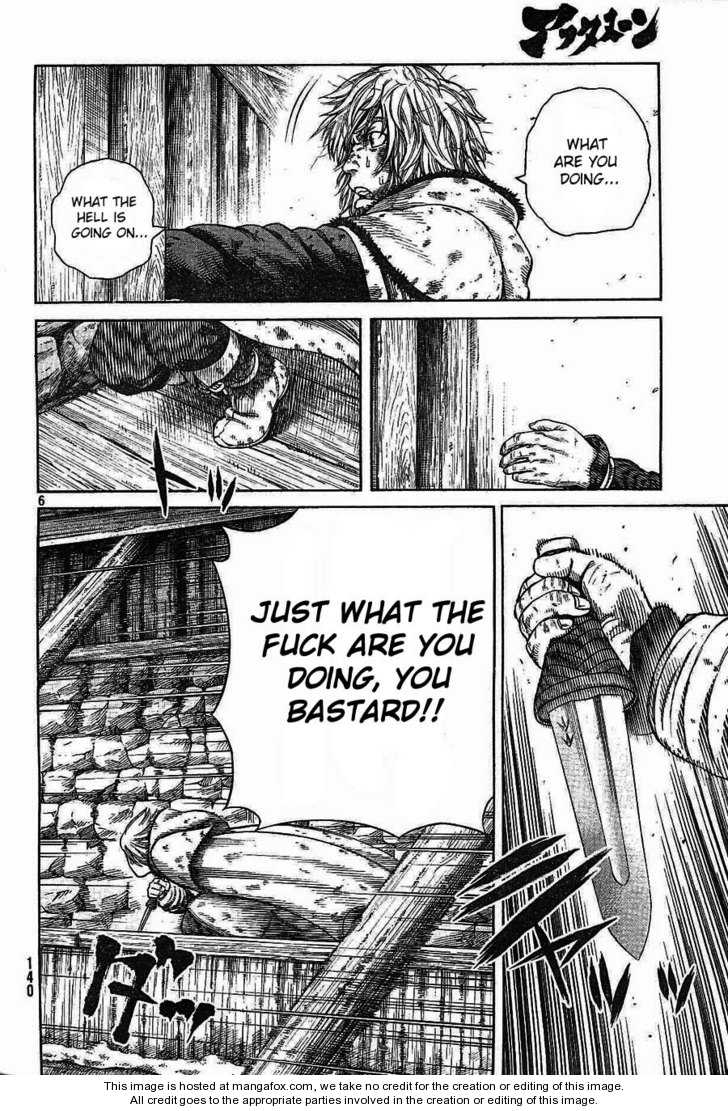 アフタヌーン
WHAT
ARE YOU
DOING...
WHAT THE
HELL IS
GOING ON...
6
JUST WHAT THE
FUCK ARE YOU
DOING, YOU
BASTARD!!
ダッ
140
This image is hosted at mangafox.com, we take no credit for the creation or editing of this image.
All credit goes to the appropriate parties involved in the creation or editing of this image.